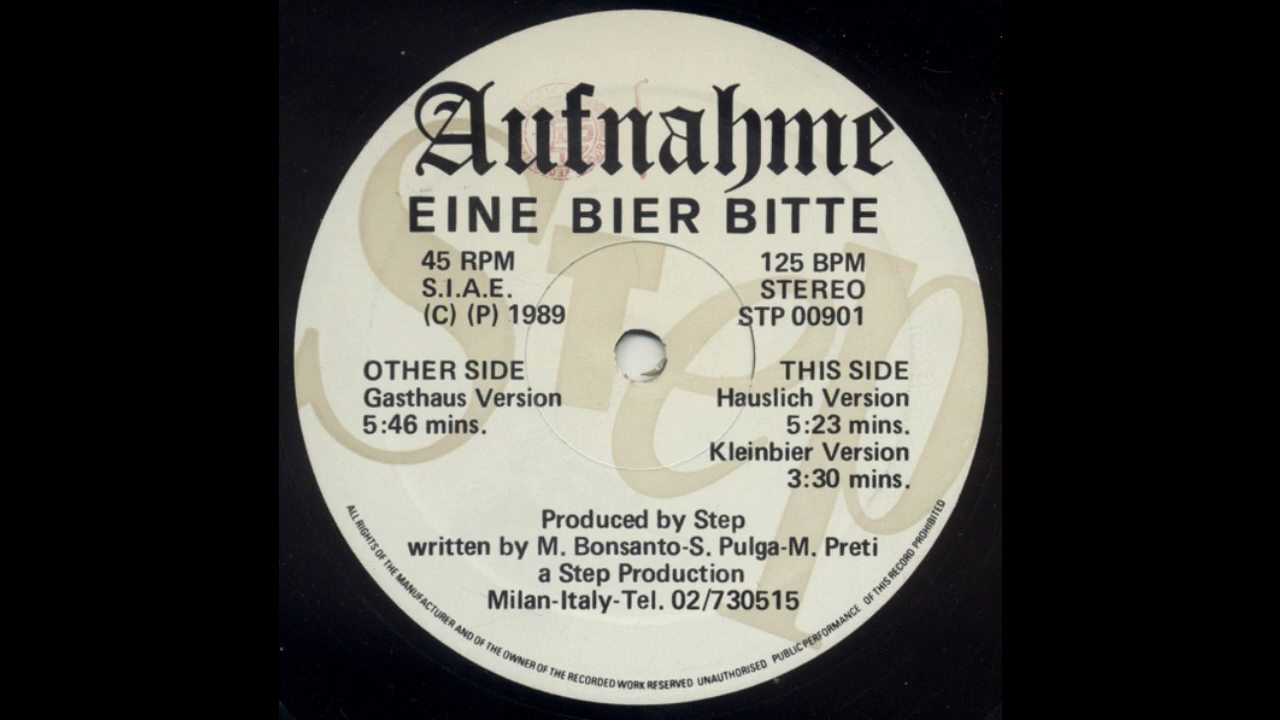 Aufnahme
EINE BIER BITTE
45 RPM
S.I.A.E.
(C) (P) 1989
125 BPM
STEREO
STP 00901
OTHER SIDE
Gasthaus Version
5:46 mins.
THIS SIDE
Hauslich Version
5:23 mins.
Kleinbier Version
3:30 mins.
Step
Produced by Step
written by M. Bonsanto-S. Pulga-M. Preti
a Step Production
Milan-Italy-Tel. 02/730515
ALL RIGHTS OF THE MANUFACTURER AND OF THE OWNER OF THE RECORDED WORK RESERVED UNAUTHORISED PUBLIC PERFORMANCE OF THIS RECORD PROHIBITED